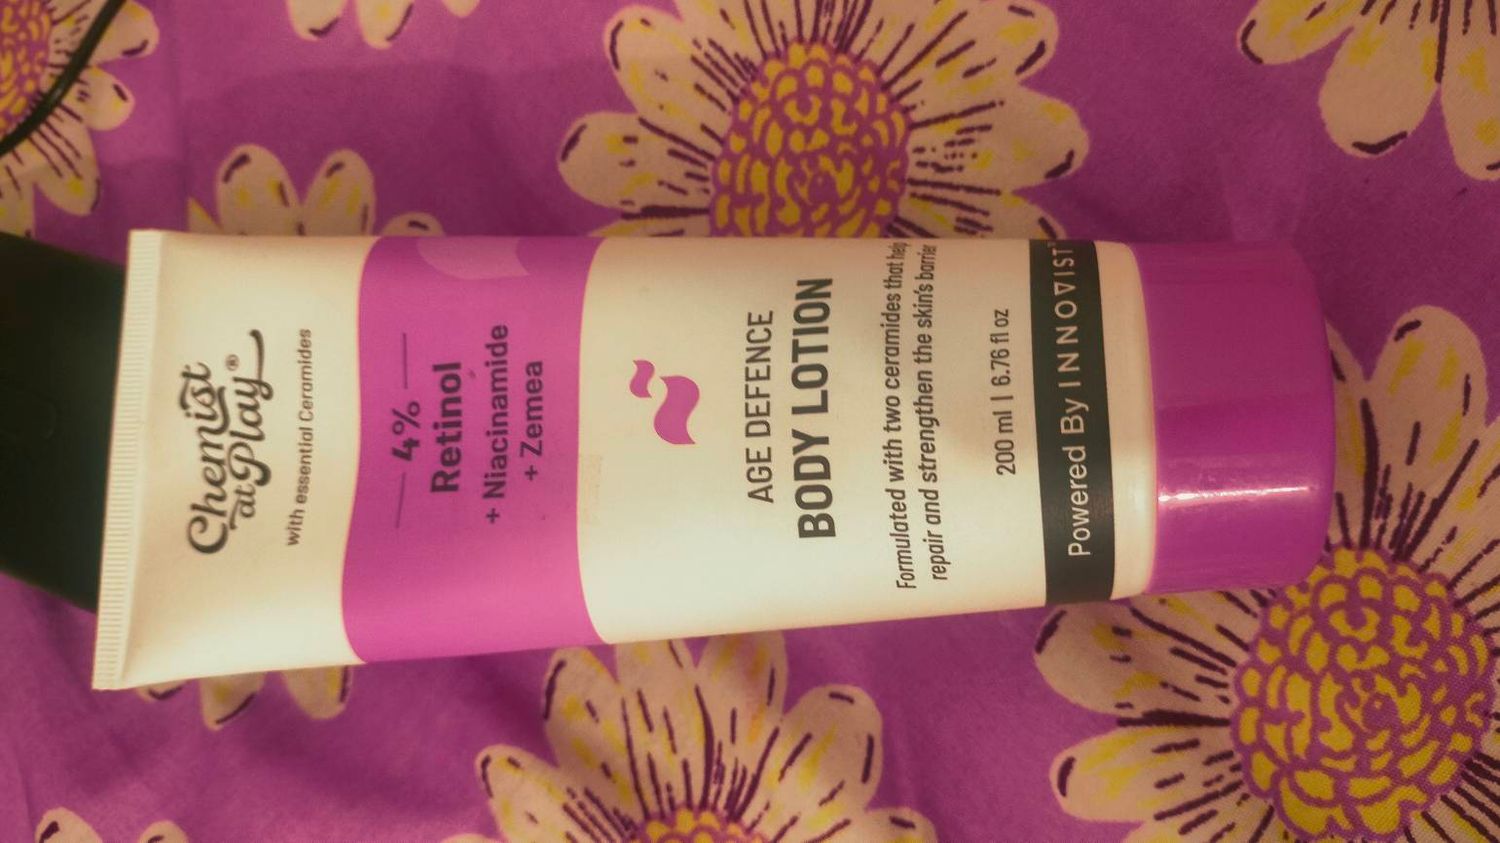 Chemist
at Play®
with essential Ceramides
4%
Retinol
+ Niacinamide
+ Zemea
AGE DEFENCE
BODY LOTION
Formulated with two ceramides that help
repair and strengthen the skin's barrier
200 ml | 6.76 fl oz
Powered By INNOVIST